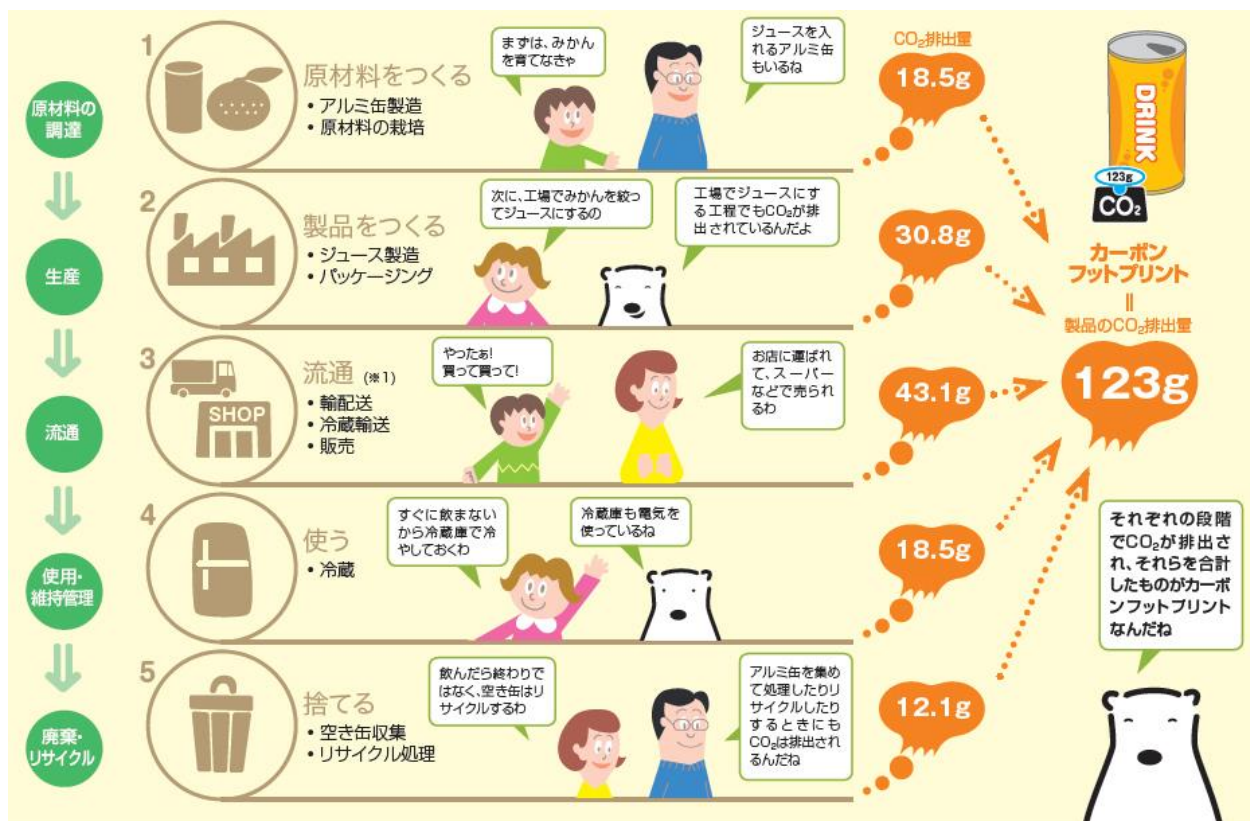 原材料の
調達
生産
流通
使用・
維持管理
廃棄・
リサイクル
1
原材料をつくる
• アルミ缶製造
• 原材料の栽培
まずは、みかん
を育てなきゃ
ジュースを入
れるアルミ缶
もいるね
CO₂排出量
18.5g
2
製品をつくる
• ジュース製造
• パッケージング
次に、工場でみかんを絞っ
てジュースにするの
工場でジュースにす
る工程でもCO₂が排
出されているんだよ
30.8g
3
SHOP
流通 (※1)
• 輸配送
• 冷蔵輸送
• 販売
やったぁ!
買って買って!
お店に運ばれ
て、スーパー
などで売られ
るわ
43.1g
4
使う
• 冷蔵
すぐに飲まない
から冷蔵庫で冷
やしておくわ
冷蔵庫も電気を
使っているね
18.5g
5
捨てる
• 空き缶収集
• リサイクル処理
飲んだら終わりで
はなく、空き缶はリ
サイクルするわ
アルミ缶を集め
て処理したりリ
サイクルしたり
するときにも
CO₂は排出され
るんだね
12.1g
DRINK
123g
CO₂
カーボン
フットプリント
=
製品のCO₂排出量
123g
それぞれの段階
でCO₂が排出さ
れ、それらを合計
したものがカーボ
ンフットプリント
なんだね